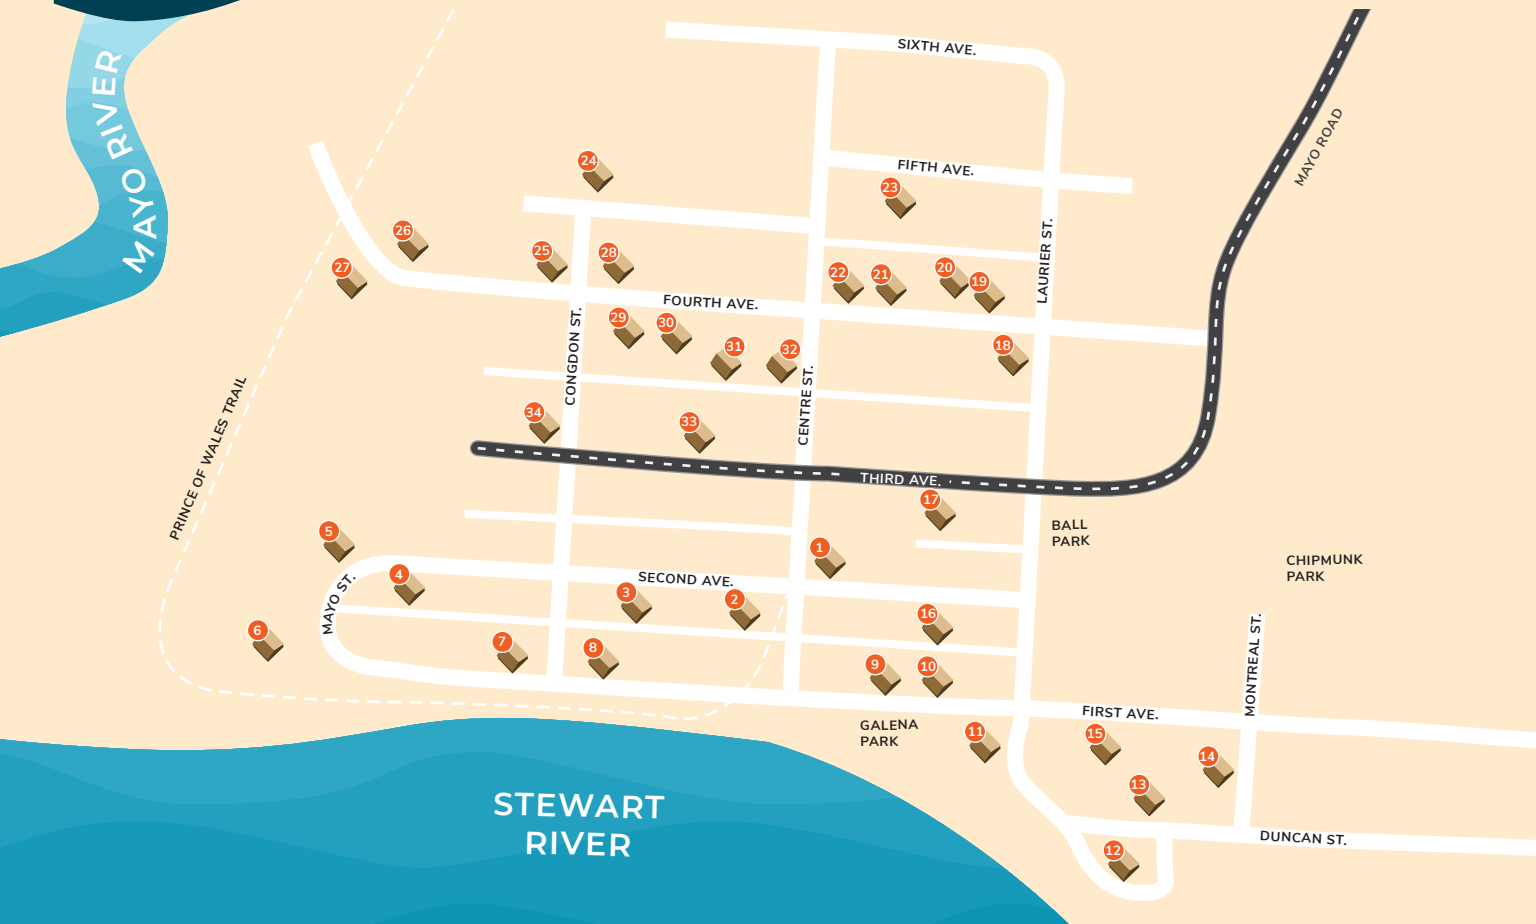 SIXTH AVE.
MAYO RIVER
MAYO ROAD
24
FIFTH AVE.
23
26
25
28
LAURIER ST.
27
22
21
20
19
FOURTH AVE.
29
30
31
32
18
CONGDON ST.
CENTRE ST.
34
33
PRINCE OF WALES TRAIL
THIRD AVE.
17
BALL
PARK
5
1
CHIPMUNK
PARK
4
SECOND AVE.
MAYO ST.
3
2
16
6
7
8
9
10
MONTREAL ST.
FIRST AVE.
GALENA
PARK
11
15
14
13
STEWART
RIVER
DUNCAN ST.
12